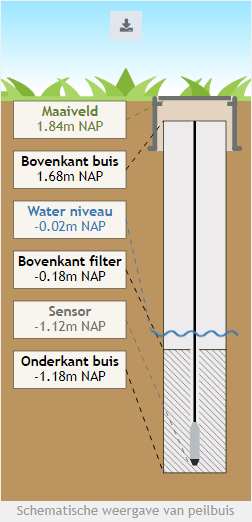 Maaiveld
1.84m NAP
Bovenkant buis
1.68m NAP
Water niveau
-0.02m NAP
Bovenkant filter
-0.18m NAP
Sensor
-1.12m NAP
Onderkant buis
-1.18m NAP
Schematische weergave van peilbuis